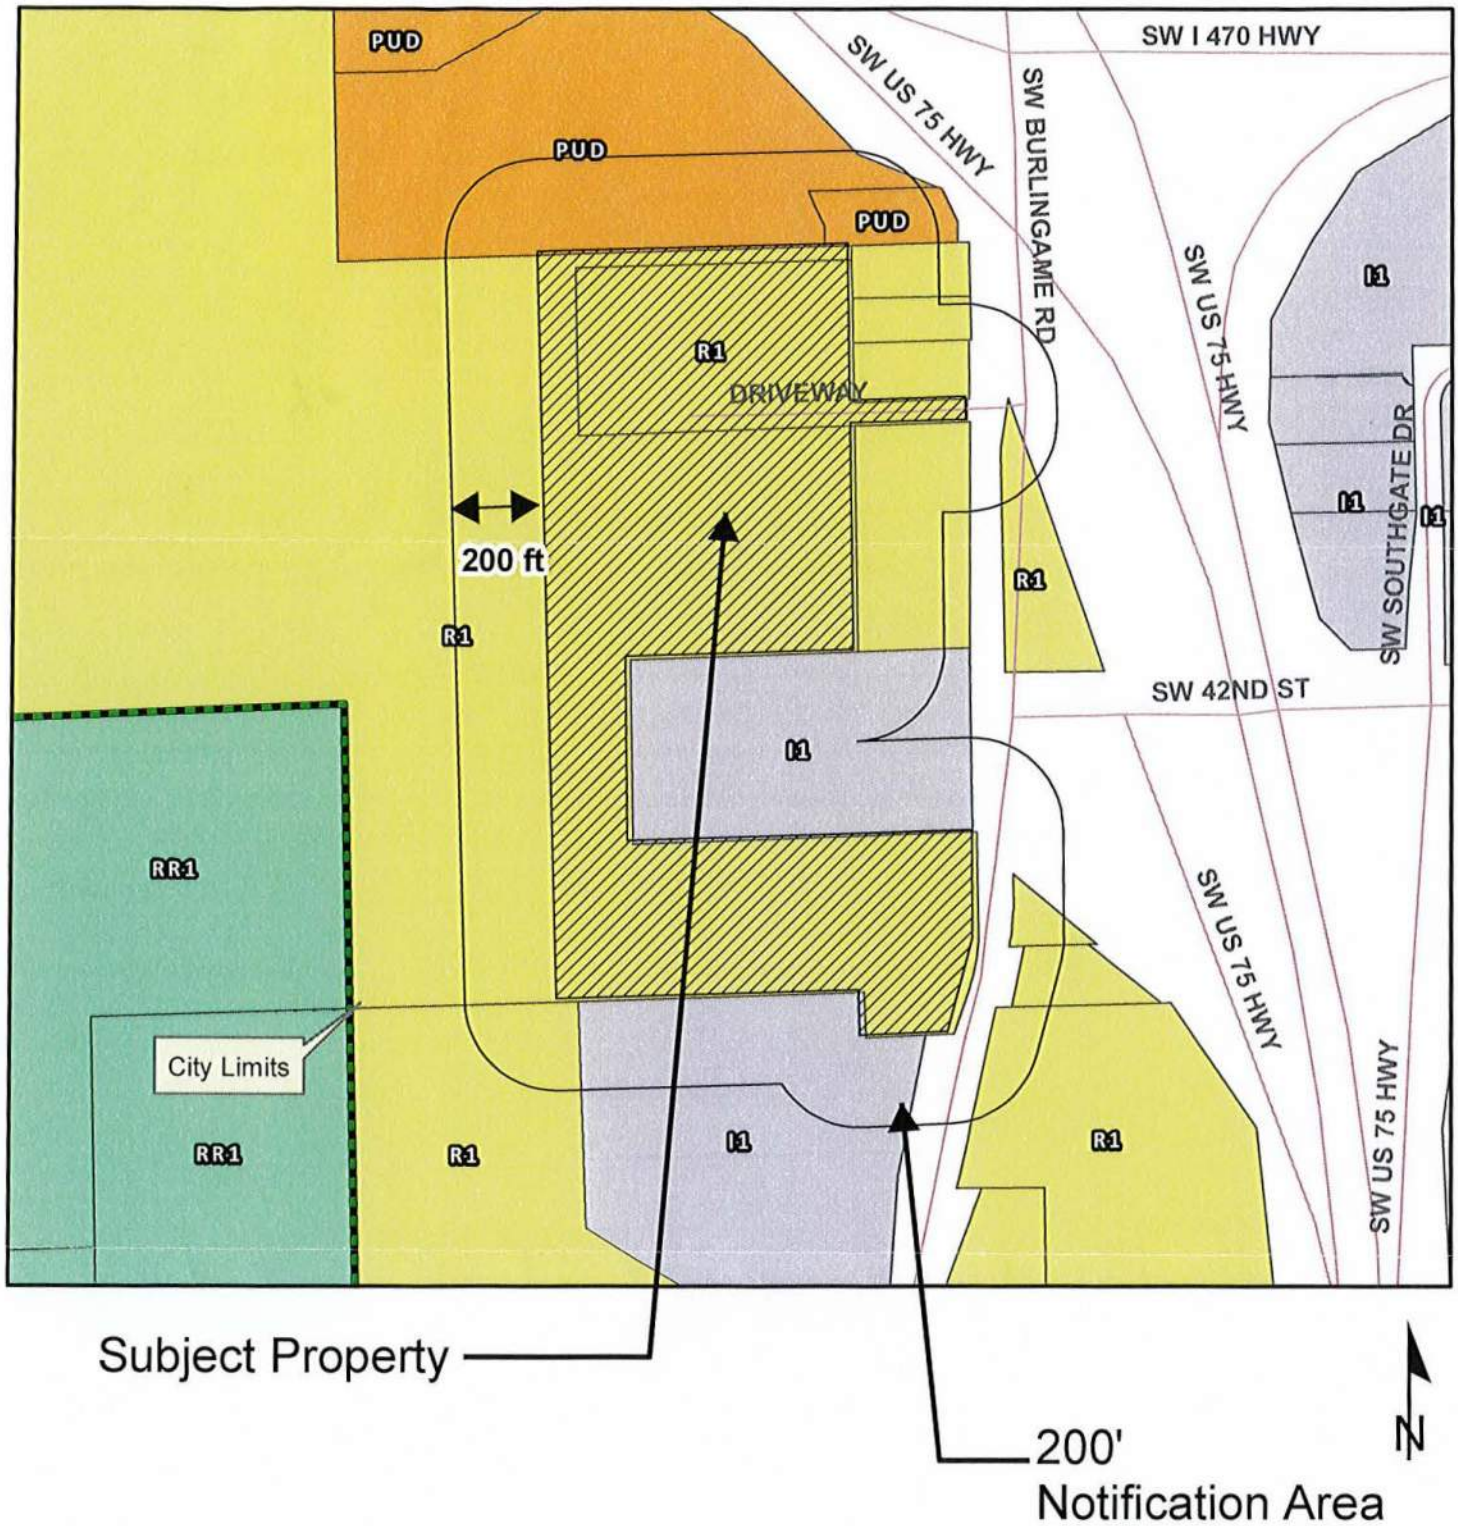 PUD
SW I 470 HWY
SW US 75 HWY
SW BURLINGAME RD
PUD
PUD
SW US 75 HWY
I1
R1
DRIVEWAY
SW SOUTHGATE DR
I1
I1
200 ft
R1
R1
SW 42ND ST
I1
RR1
SW US 75 HWY
City Limits
SW US 75 HWY
RR1
R1
I1
R1
Subject Property
200'
Notification Area
N